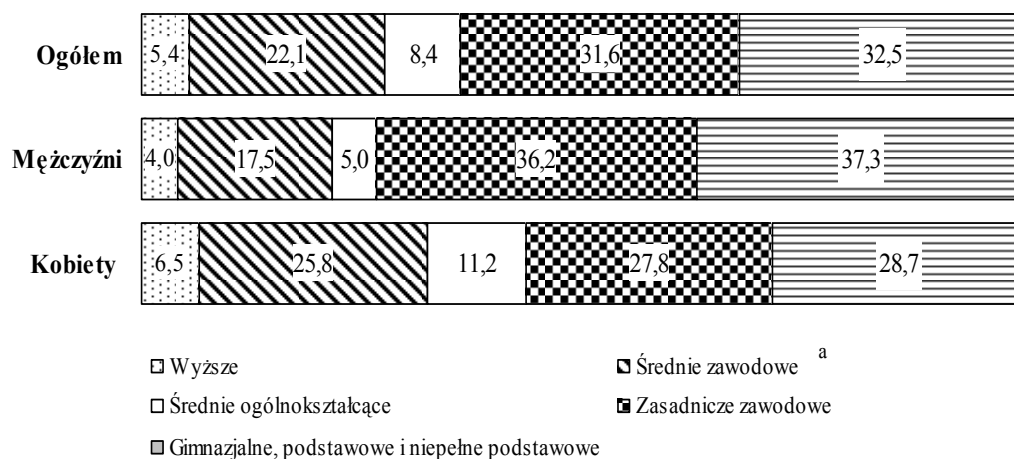 Ogółem 5,4 22,1 8,4 31,6 32,5
Mężczyźni 4,0 17,5 5,0 36,2 37,3
Kobiety 6,5 25,8 11,2 27,8 28,7
Wyższe Średnie zawodowe a
Średnie ogólnokształcące Zasadnicze zawodowe
Gimnazjalne, podstawowe i niepełne podstawowe